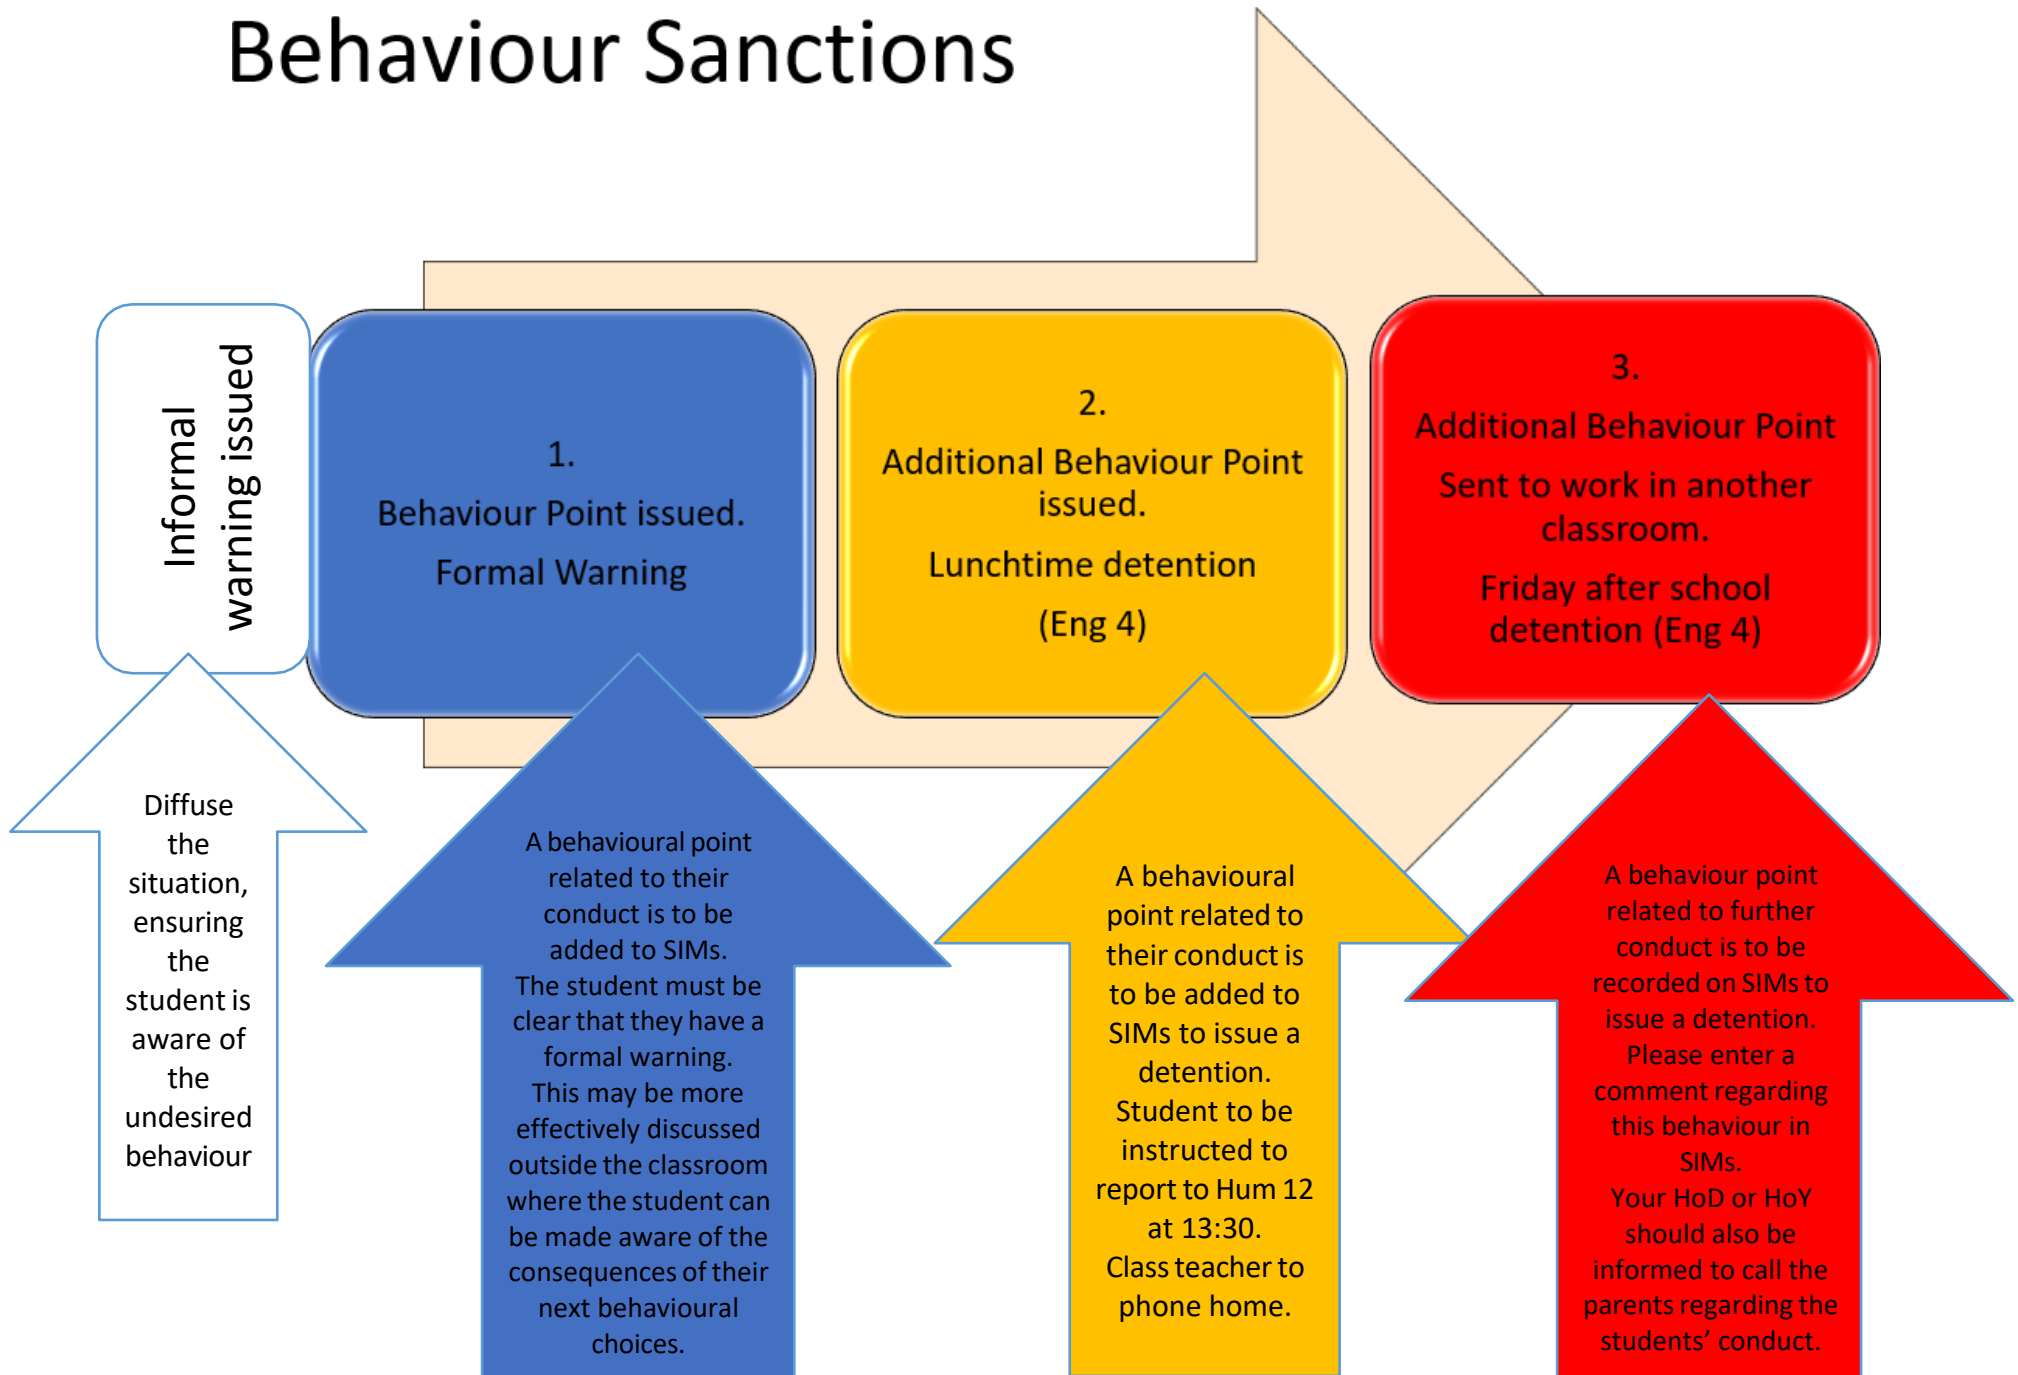 Behaviour Sanctions
Informal
warning issued
1.
Behaviour Point issued.
Formal Warning
2.
Additional Behaviour Point
issued.
Lunchtime detention
(Eng 4)
3.
Additional Behaviour Point
Sent to work in another
classroom.
Friday after school
detention (Eng 4)
Diffuse
the
situation,
ensuring
the
student is
aware of
the
undesired
behaviour
A behavioural point
related to their
conduct is to be
added to SIMs.
The student must be
clear that they have a
formal warning.
This may be more
effectively discussed
outside the classroom
where the student can
be made aware of the
consequences of their
next behavioural
choices.
A behavioural
point related to
their conduct is
to be added to
SIMs to issue a
detention.
Student to be
instructed to
report to Hum 12
at 13:30.
Class teacher to
phone home.
A behaviour point
related to further
conduct is to be
recorded on SIMs to
issue a detention.
Please enter a
comment regarding
this behaviour in
SIMs.
Your HoD or HoY
should also be
informed to call the
parents regarding the
students’ conduct.